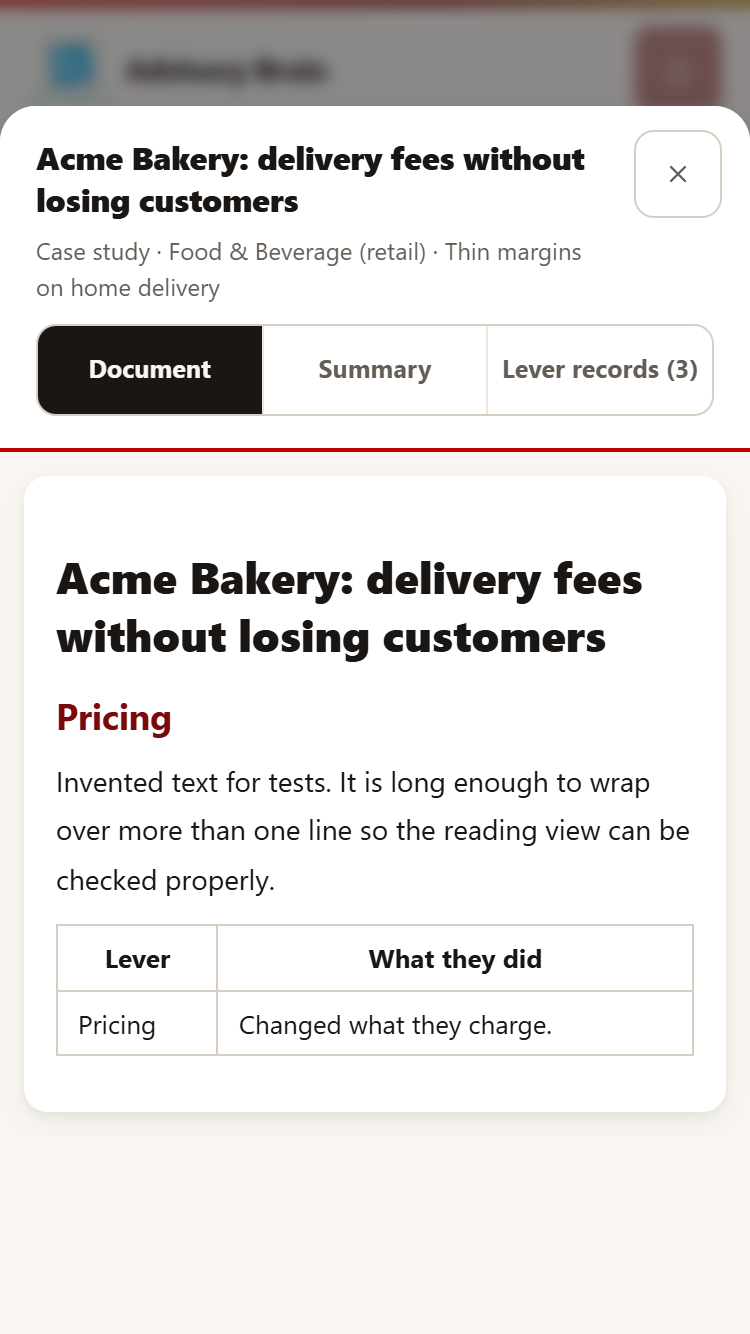 Acme Bakery: delivery fees without
losing customers
Case study · Food & Beverage (retail) · Thin margins
on home delivery
Document
Summary
Lever records (3)
Acme Bakery: delivery fees
without losing customers
Pricing
Invented text for tests. It is long enough to wrap
over more than one line so the reading view can be
checked properly.
Lever
What they did
Pricing
Changed what they charge.